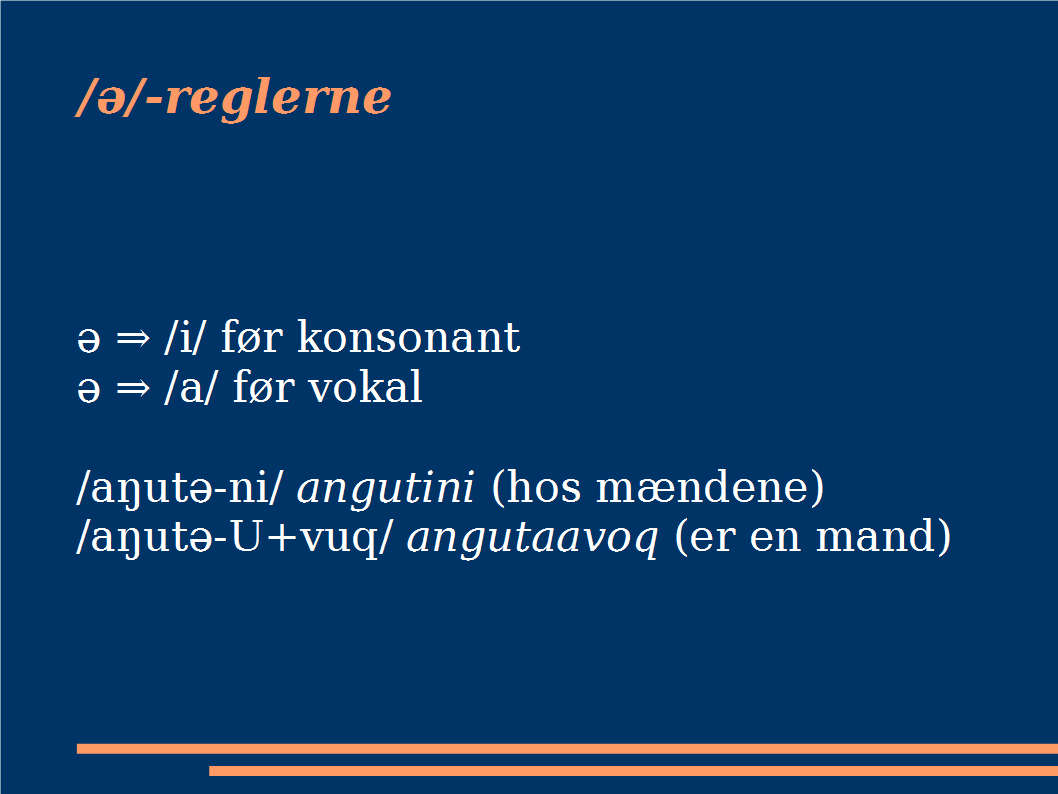 /ə/-reglerne
ə ⇒ /i/ før konsonant
ə ⇒ /a/ før vokal
/aŋutə-ni/ angutini (hos mændene)
/aŋutə-U+vuq/ angutaavoq (er en mand)